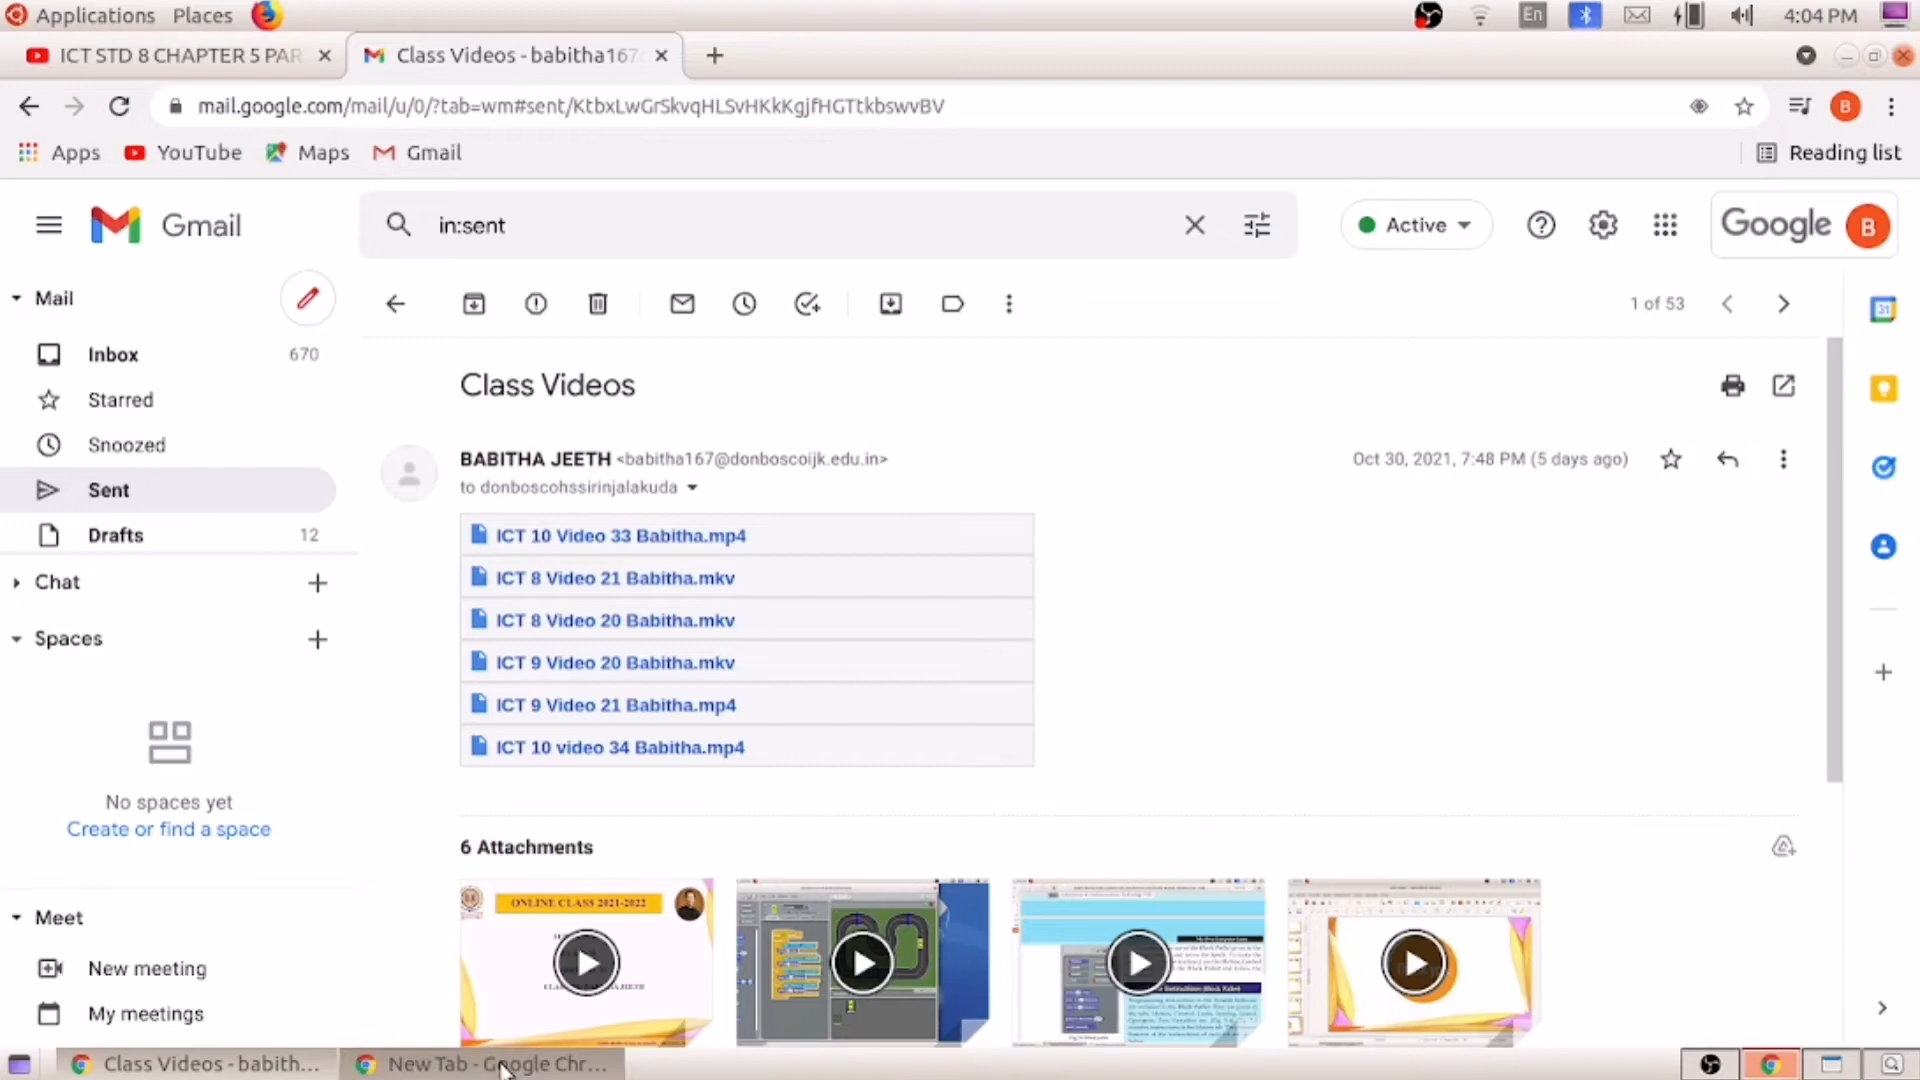 Applications Places En 4:04 PM
ICT STD 8 CHAPTER 5 PAR Class Videos - babitha167
mail.google.com/mail/u/0/?tab=wm#sent/KtbxLwGrSkvqHLSvHKkKgjfHGTtkbswvBV B
Apps YouTube Maps Gmail Reading list
Gmail in:sent Active Google B
Mail 1 of 53
Inbox 670
Class Videos
Starred
Snoozed
BABITHA JEETH <babitha167@donboscoijk.edu.in> Oct 30, 2021, 7:48 PM (5 days ago)
to donboscohssirinjalakuda
Sent
Drafts 12
ICT 10 Video 33 Babitha.mp4
ICT 8 Video 21 Babitha.mkv
ICT 8 Video 20 Babitha.mkv
ICT 9 Video 20 Babitha.mkv
ICT 9 Video 21 Babitha.mp4
ICT 10 video 34 Babitha.mp4
Chat
Spaces
No spaces yet
Create or find a space
6 Attachments
ONLINE CLASS 2021-2022
Meet
New meeting
My meetings
Class Videos - babith... New Tab - Google Chr...
31